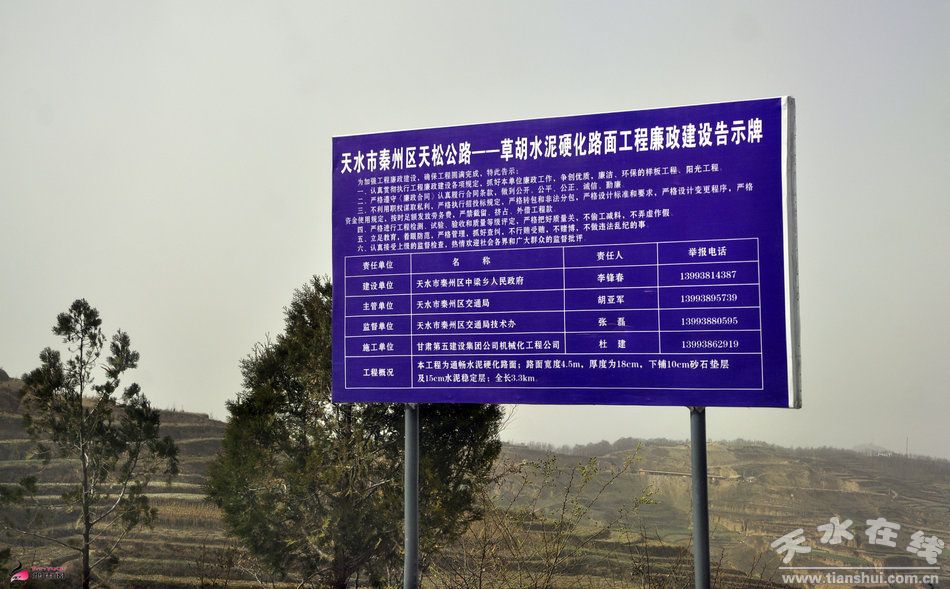 天水市秦州区天松公路——草胡水泥硬化路面工程廉政建设告示牌
为加强工程廉政建设，确保工程圆满完成，特此告示：
一、认真贯彻执行工程廉政建设各项规定，抓好本单位廉政工作，争创优质，廉洁、环保的样板工程、阳光工程。
二、严格遵守《廉政合同》认真履行合同条款，做到公开、公平、公正、诚信、勤廉。
三、不利用职权谋取私利，严格执行招投标规定，严格转包和非法分包，严格设计标准和要求，严格设计变更程序，严格
资金使用规定，按时足额发放劳务费，严禁截留、挤占、外借工程款
四、严格进行工程检测、试验、验收和质量等级评定，严格把好质量关，不偷工减料，不弄虚作假。
五、立足教育，着眼防范，严格管理，抓好查纠，不行贿受贿，不赌博，不做违法乱纪的事。
六、认真接受上级的监督检查，热情欢迎社会各界和广大群众的监督批评。
责任单位 名 称 责任人 举报电话
建设单位 天水市秦州区中梁乡人民政府 李锋春 13993814387
主管单位 天水市秦州区交通局 胡亚军 13993895739
监督单位 天水市秦州区交通局技术办 张 磊 13993880595
施工单位 甘肃第五建设集团公司机械化工程公司 杜 建 13993862919
工程概况 本工程为通畅水泥硬化路面；路面宽度4.5m，厚度为18cm，下铺10cm砂石垫层
及15cm水泥稳定层；全长3.3km.
天水在线
www.tianshui.com.cn